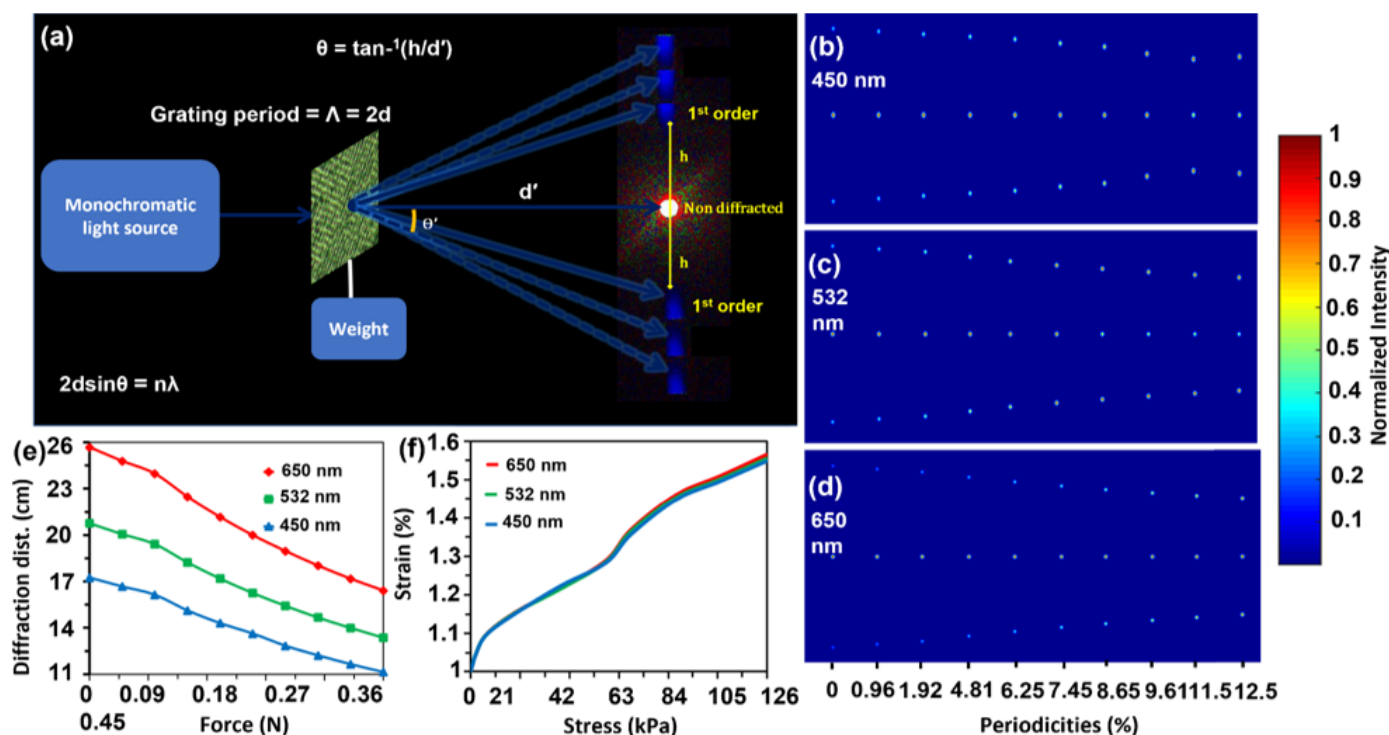 (a)
θ = tan-¹(h/d′)
Grating period = Λ = 2d
Monochromatic
light source
Weight
2dsinθ = nλ
d′
θ′
1st order
h
Non diffracted
h
1st order
(b)
450 nm
(c)
532
nm
(d)
650
nm
0 0.96 1.92 4.81 6.25 7.45 8.65 9.6111.5 12.5
Periodicities (%)
1
0.9
0.8
0.7
0.6
0.5
0.4
0.3
0.2
0.1
Normalized Intensity
(e)
26
23
20
17
14
11
Diffraction dist. (cm)
650 nm
532 nm
450 nm
0 0.09 0.18 0.27 0.36
0.45
Force (N)
(f)
1.6
1.5
1.4
1.3
1.2
1.1
1
Strain (%)
650 nm
532 nm
450 nm
0 21 42 63 84 105 126
Stress (kPa)